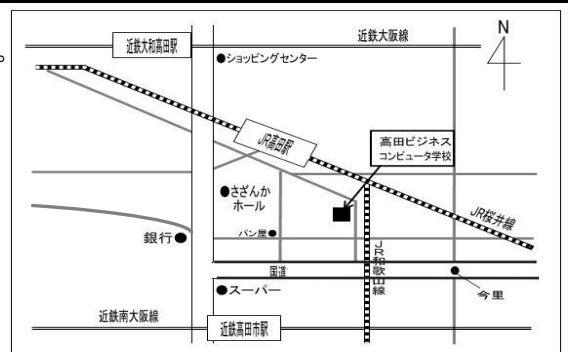 近鉄大和高田駅
近鉄大阪線
N
●ショッピングセンター
JR高田駅
高田ビジネス
コンピュータ学校
●さざんか
ホール
JR桜井線
パン屋●
銀行●
JR和歌山線
国道
今里
●スーパー
近鉄南大阪線
近鉄高田市駅